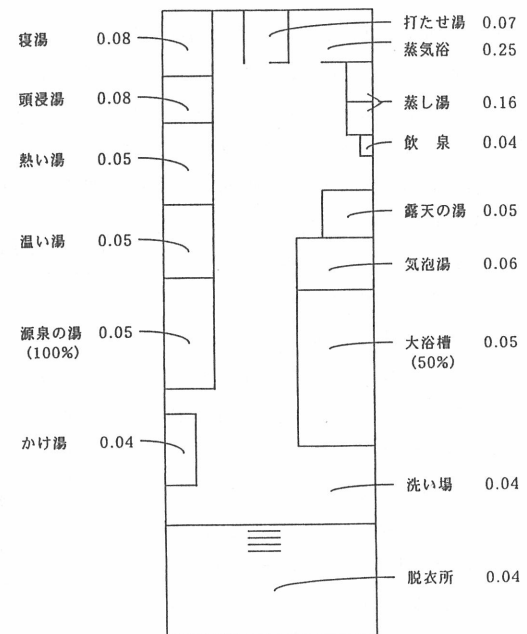 寝湯 0.08
頭浸湯 0.08
熱い湯 0.05
温い湯 0.05
源泉の湯 0.05
(100%)
かけ湯 0.04
打たせ湯 0.07
蒸気浴 0.25
蒸し湯 0.16
飲 泉 0.04
露天の湯 0.05
気泡湯 0.06
大浴槽 0.05
(50%)
洗い場 0.04
脱衣所 0.04